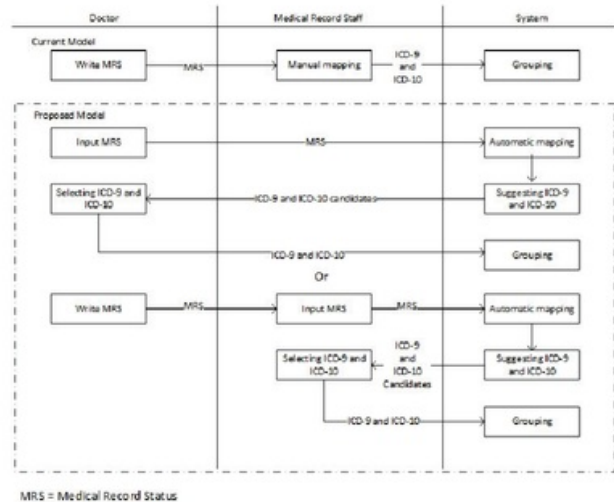 Doctor Medical Record Staff System
Current Model
Write MRS
MRS
Manual mapping
ICD-9
and
ICD-10
Grouping
Proposed Model
Input MRS
MRS
Automatic mapping
Selecting ICD-9 and
ICD-10
ICD-9 and ICD-10 candidates
Suggesting ICD-9
and ICD-10
ICD-9 and ICD-10
Grouping
Or
Write MRS
MRS
Input MRS
MRS
Automatic mapping
Selecting ICD-9 and
ICD-10
ICD-9
and
ICD-10
Candidates
Suggesting ICD-9
and ICD-10
ICD-9 and ICD-10
Grouping
MRS = Medical Record Status